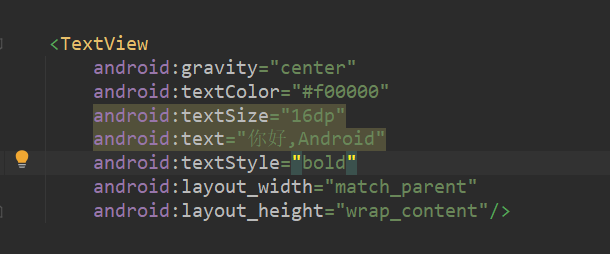 <TextView
android:gravity="center"
android:textColor="#f00000"
android:textSize="16dp"
android:text="你好,Android"
android:textStyle="bold"
android:layout_width="match_parent"
android:layout_height="wrap_content"/>